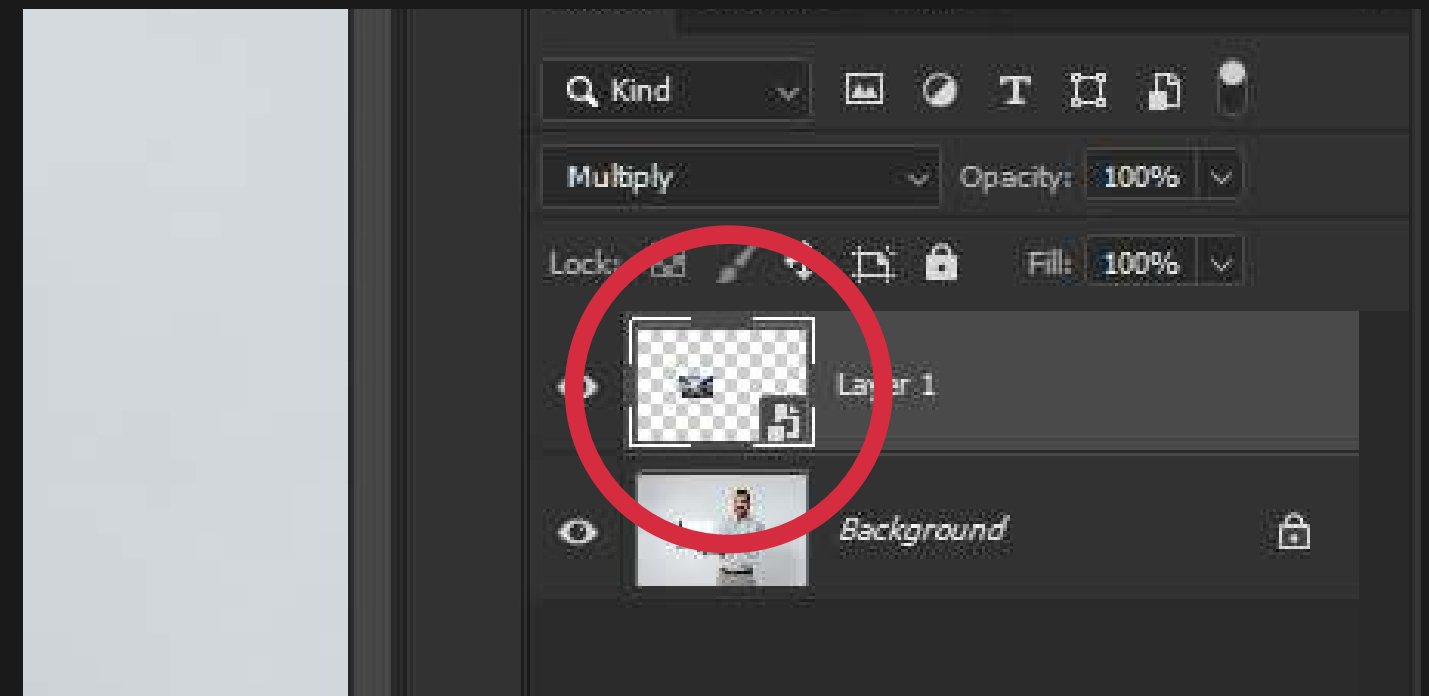 Kind
Multiply Opacity: 100%
Lock: Fill: 100%
Layer 1
Background